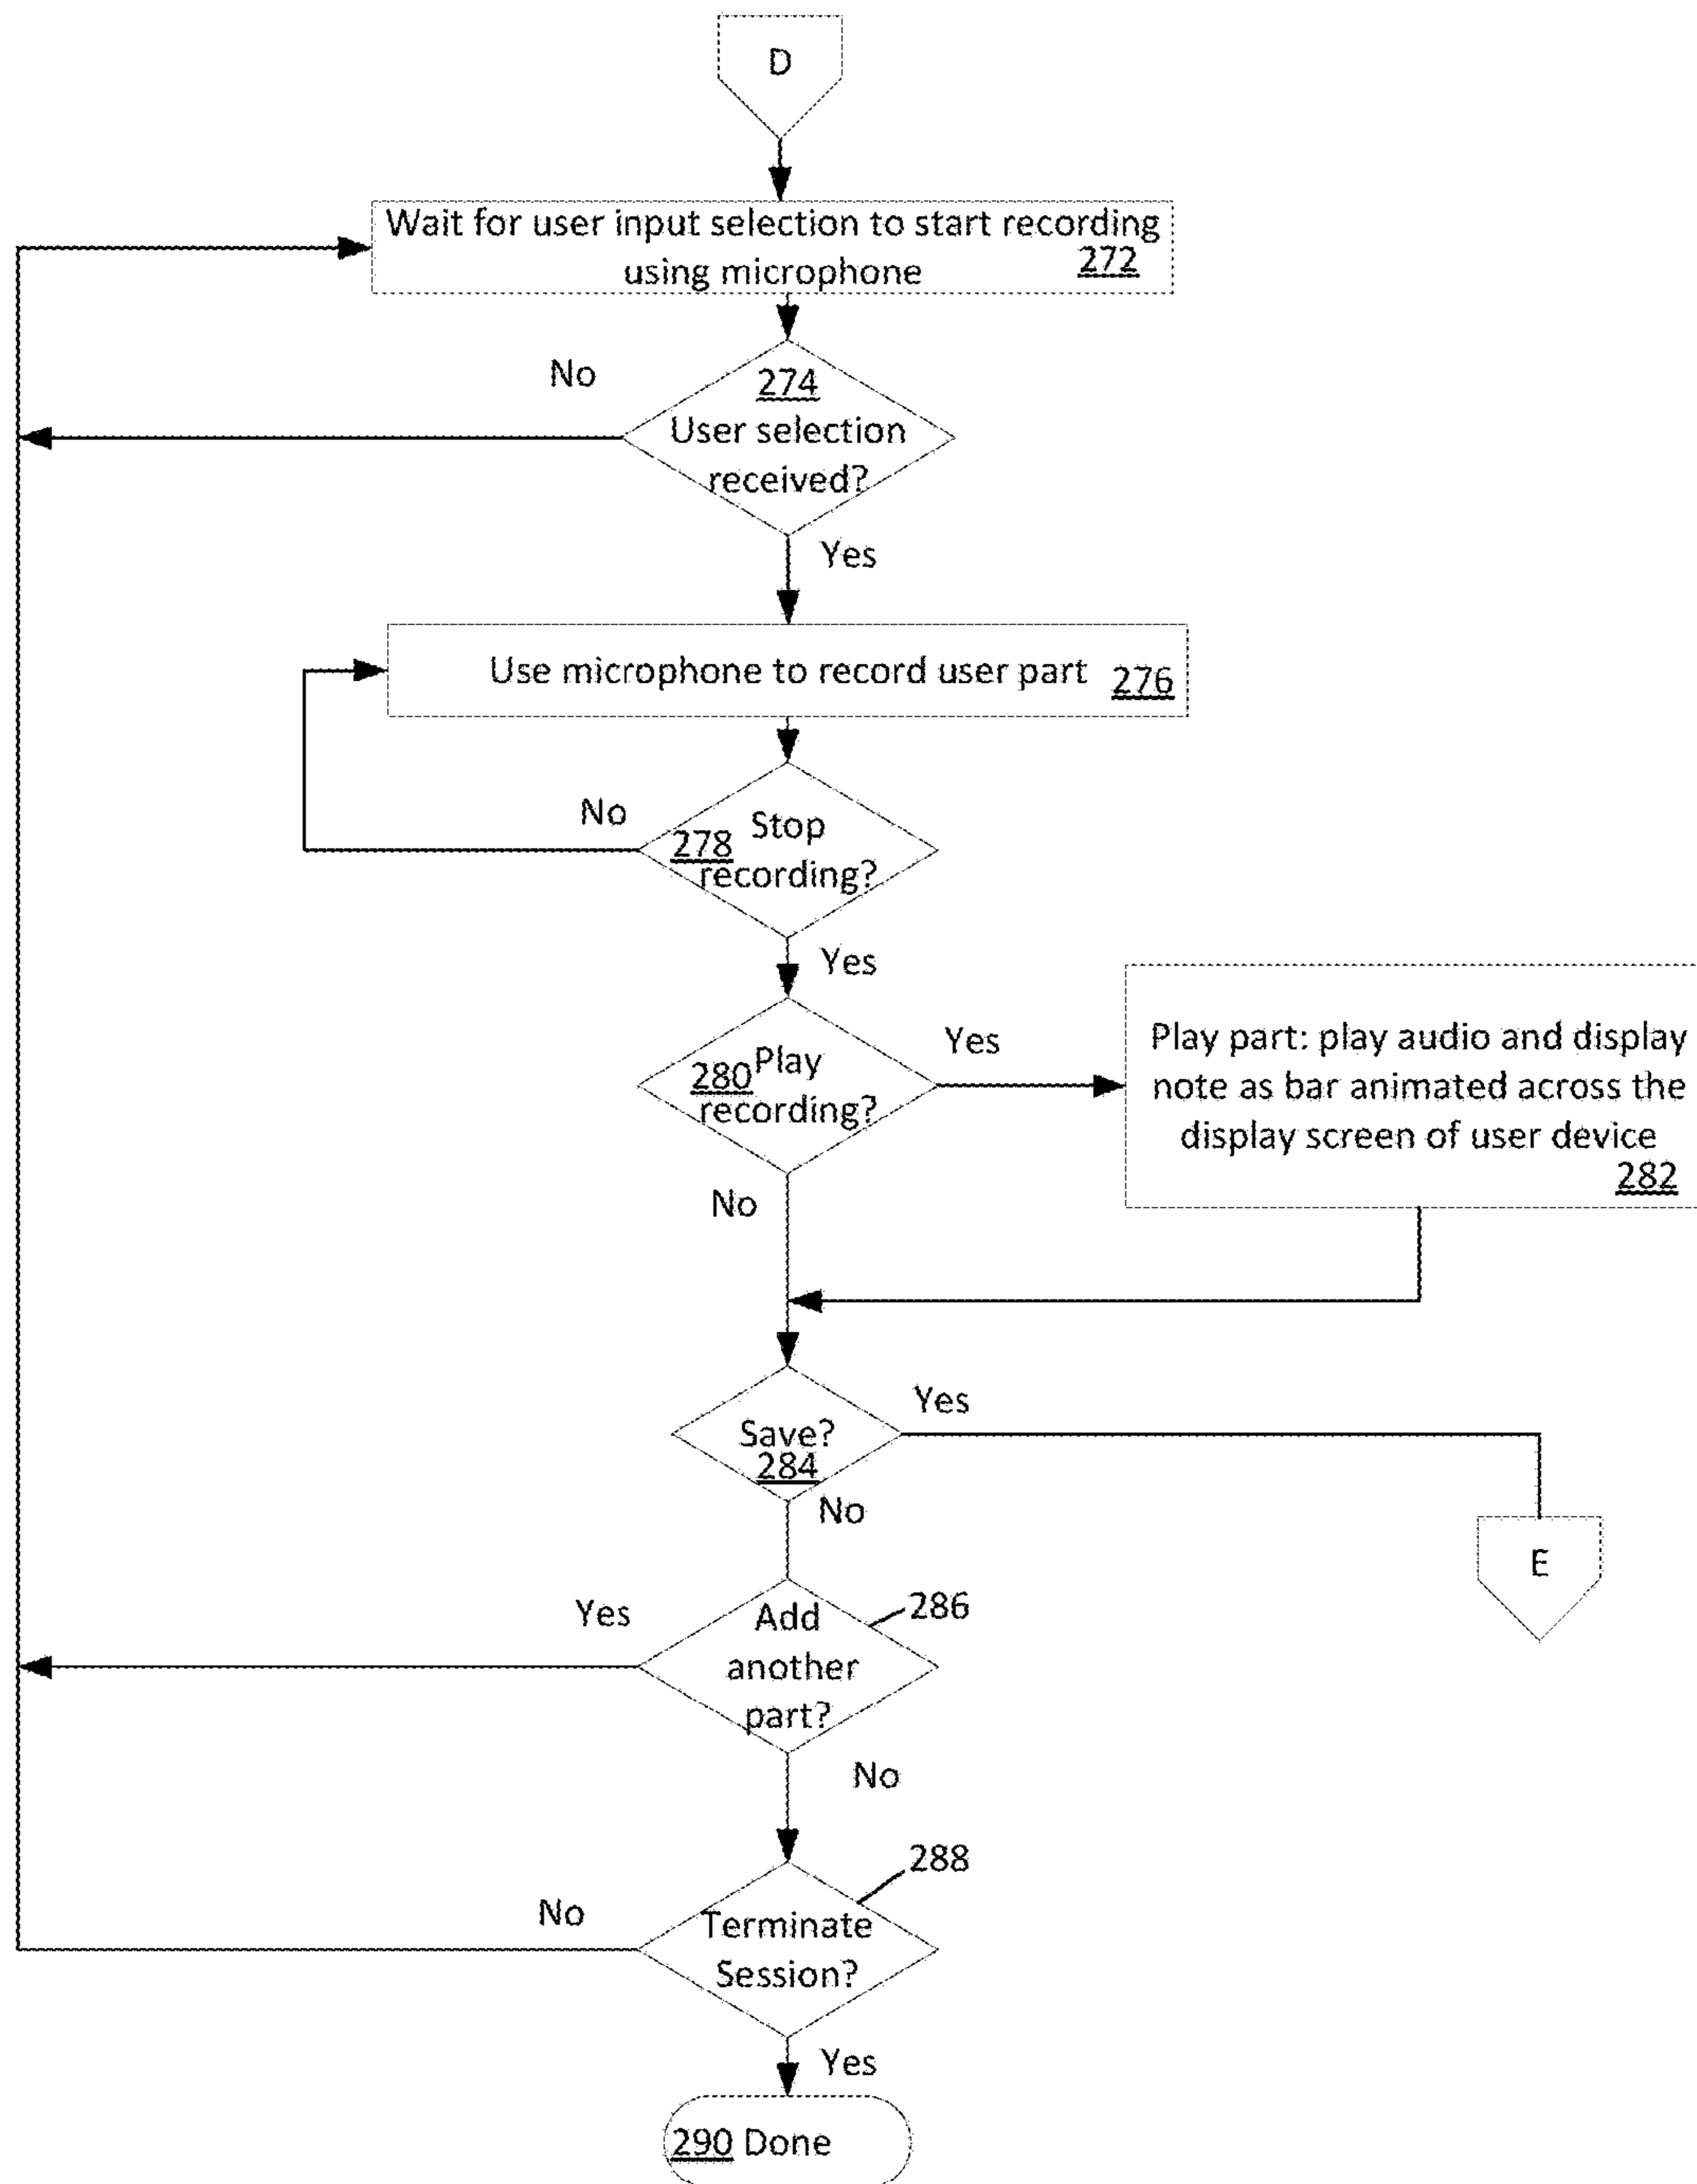 D
Wait for user input selection to start recording
using microphone
272
No
274
User selection
received?
Yes
Use microphone to record user part
276
No
278
Stop
recording?
Yes
280
Play
recording?
Yes
Play part: play audio and display
note as bar animated across the
display screen of user device
282
No
Save?
284
Yes
No
E
Yes
Add
another
part?
286
No
288
No
Terminate
Session?
Yes
290 Done